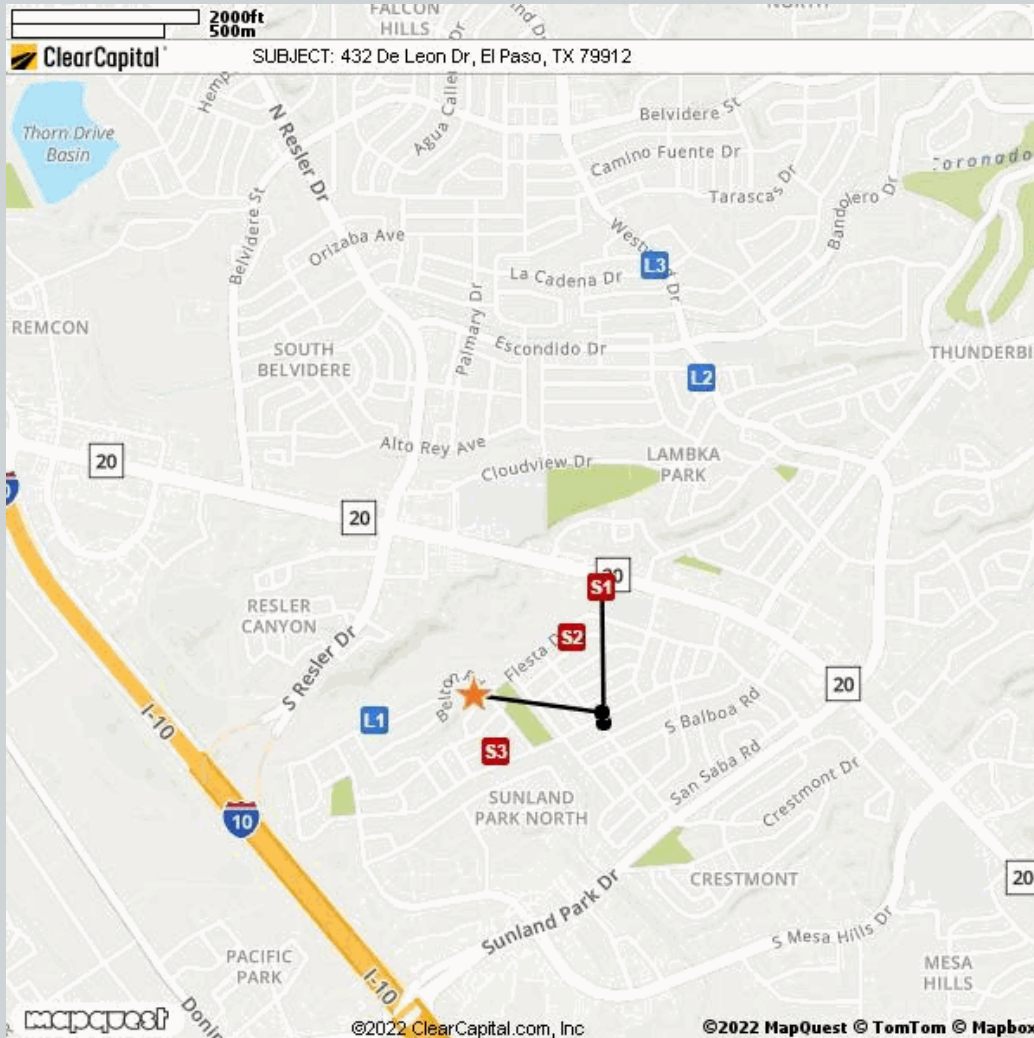 2000ft
500m
FALCON
HILLS
ClearCapital
SUBJECT: 432 De Leon Dr, El Paso, TX 79912
Thorn Drive
Basin
N Resler Dr
Agua Calien
Belvidere St
Camino Fuente Dr
Tarascas Dr
Bandolero Dr
Coronado
Belvidere St
Orizaba Ave
L3
La Cadena Dr
Palmary Dr
REMCON
SOUTH
BELVIDERE
Escondido Dr
THUNDERBI
L2
Alto Rey Ave
Cloudview Dr
LAMBKA
PARK
20
20
20
S1
RESLER
CANYON
S Resler Dr
S2
Fiesta D
Belton
20
L1
S3
S Balboa Rd
San Saba Rd
I-10
SUNLAND
PARK NORTH
Crestmont Dr
10
CRESTMONT
20
Sunland Park Dr
S Mesa Hills Dr
PACIFIC
PARK
I-10
MESA
HILLS
Donip
mapquest
©2022 ClearCapital.com, Inc
©2022 MapQuest © TomTom © Mapbox